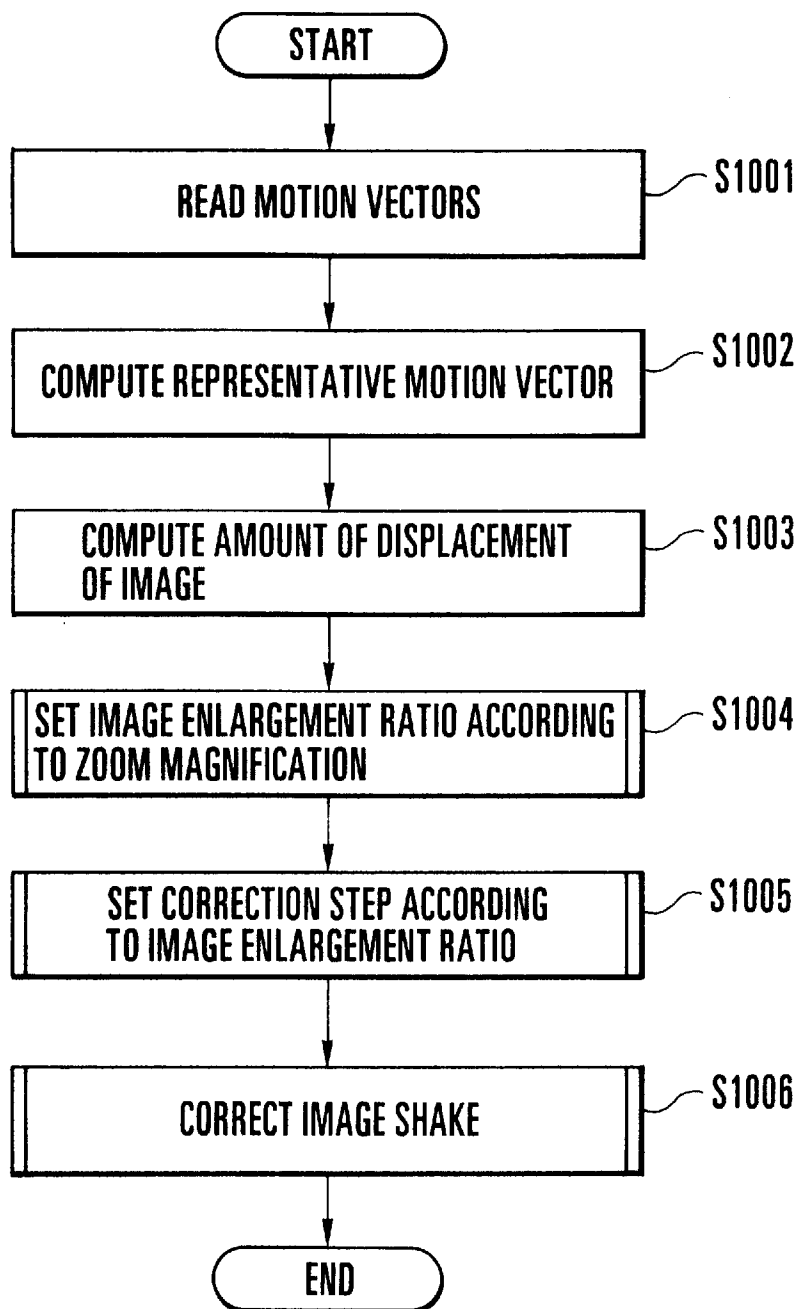 START
READ MOTION VECTORS
S1001
COMPUTE REPRESENTATIVE MOTION VECTOR
S1002
COMPUTE AMOUNT OF DISPLACEMENT
OF IMAGE
S1003
SET IMAGE ENLARGEMENT RATIO ACCORDING
TO ZOOM MAGNIFICATION
S1004
SET CORRECTION STEP ACCORDING
TO IMAGE ENLARGEMENT RATIO
S1005
CORRECT IMAGE SHAKE
S1006
END